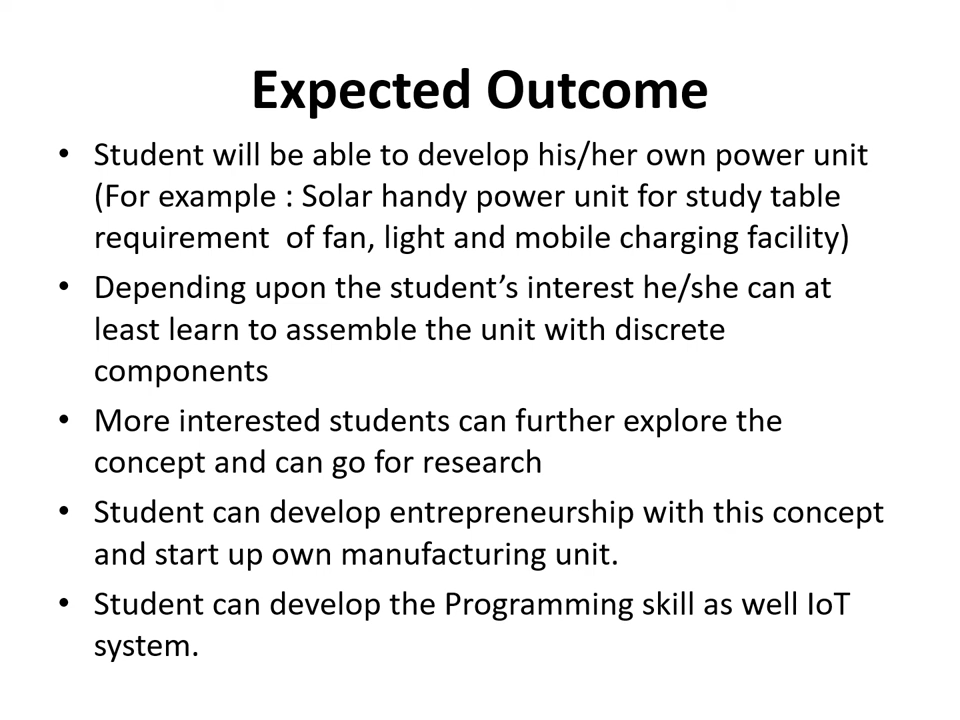 Expected Outcome
• Student will be able to develop his/her own power unit
(For example : Solar handy power unit for study table
requirement  of fan, light and mobile charging facility)
• Depending upon the student’s interest he/she can at
least learn to assemble the unit with discrete
components
• More interested students can further explore the
concept and can go for research
• Student can develop entrepreneurship with this concept
and start up own manufacturing unit.
• Student can develop the Programming skill as well IoT
system.